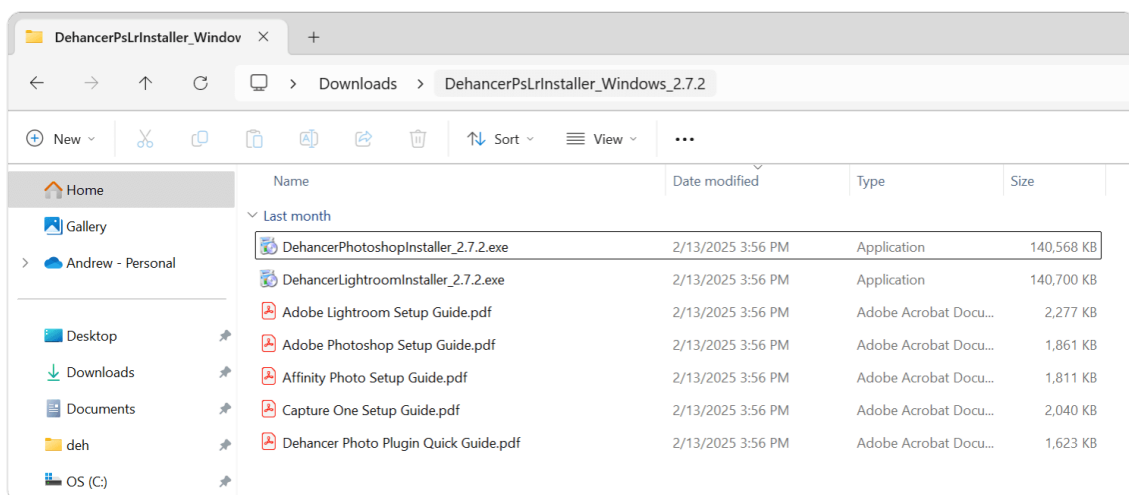 DehancerPsLrInstaller_Window
Downloads DehancerPsLrInstaller_Windows_2.7.2
New Sort View
Home
Gallery
Andrew - Personal
Desktop
Downloads
Documents
deh
OS (C:)
Name Date modified Type Size
Last month
DehancerPhotoshopInstaller_2.7.2.exe 2/13/2025 3:56 PM Application 140,568 KB
DehancerLightroomInstaller_2.7.2.exe 2/13/2025 3:56 PM Application 140,700 KB
Adobe Lightroom Setup Guide.pdf 2/13/2025 3:56 PM Adobe Acrobat Docu... 2,277 KB
Adobe Photoshop Setup Guide.pdf 2/13/2025 3:56 PM Adobe Acrobat Docu... 1,861 KB
Affinity Photo Setup Guide.pdf 2/13/2025 3:56 PM Adobe Acrobat Docu... 1,811 KB
Capture One Setup Guide.pdf 2/13/2025 3:56 PM Adobe Acrobat Docu... 2,040 KB
Dehancer Photo Plugin Quick Guide.pdf 2/13/2025 3:56 PM Adobe Acrobat Docu... 1,623 KB